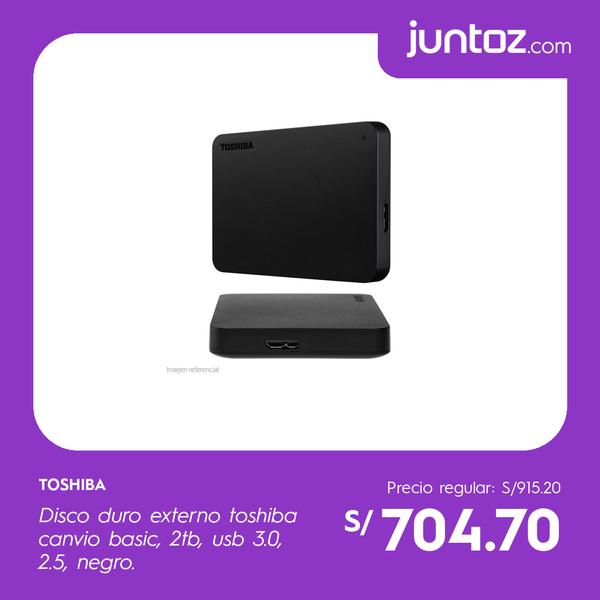 juntoz.com
TOSHIBA
Imagen referencial
TOSHIBA
Disco duro externo toshiba
canvio basic, 2tb, usb 3.0,
2.5, negro.
Precio regular: S/915.20
S/ 704.70